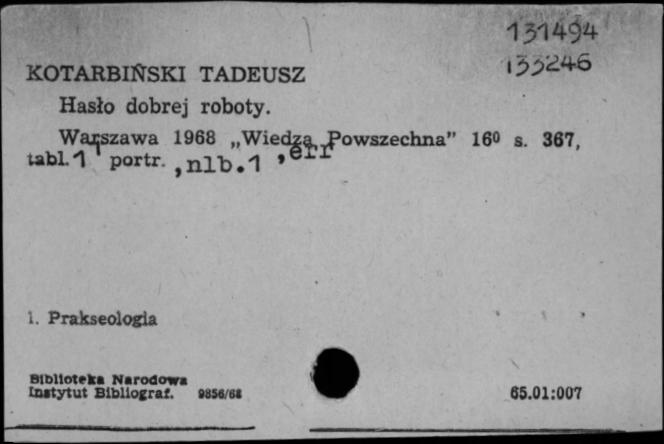 131494
133246
KOTARBIŃSKI TADEUSZ
Hasło dobrej roboty.
Warszawa 1968 „Wiedza Powszechna” 16⁰ s. 367,
tabl. 1 portr. ,nlb.1 ,err
1. Prakseologia
Biblioteka Narodowa
Instytut Bibliograf. 9856/68
65.01:007